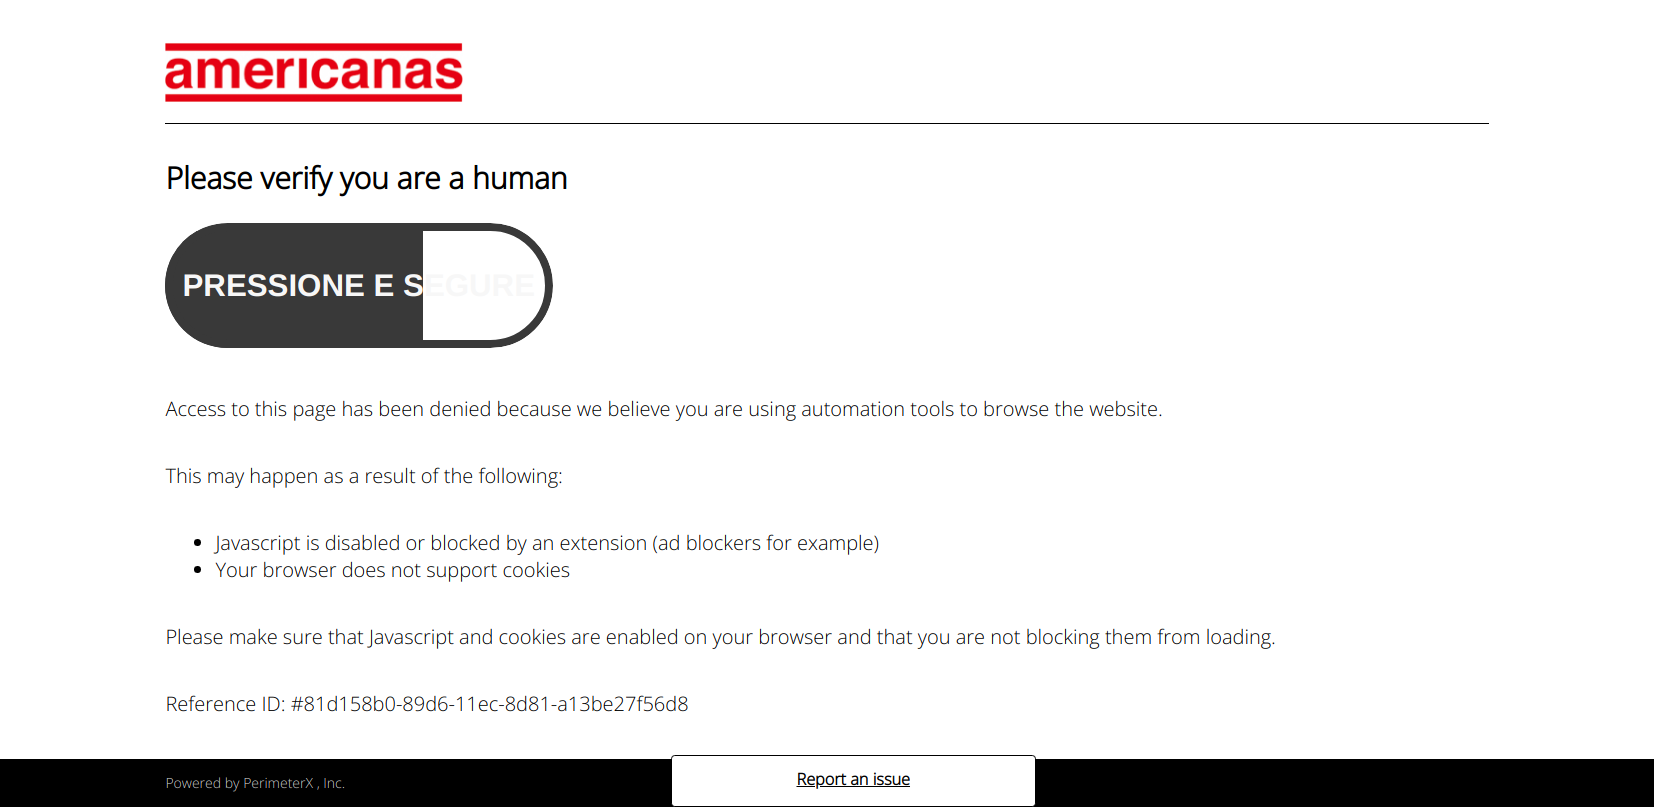 americanas
Please verify you are a human
PRESSIONE E SEGURE
Access to this page has been denied because we believe you are using automation tools to browse the website.
This may happen as a result of the following:
Javascript is disabled or blocked by an extension (ad blockers for example)
Your browser does not support cookies
Please make sure that Javascript and cookies are enabled on your browser and that you are not blocking them from loading.
Reference ID: #81d158b0-89d6-11ec-8d81-a13be27f56d8
Powered by PerimeterX , Inc.
Report an issue